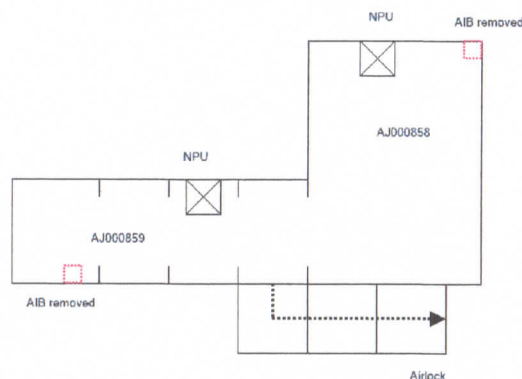 NPU
AIB removed
AJ000858
NPU
AJ000859
AIB removed
Airlock